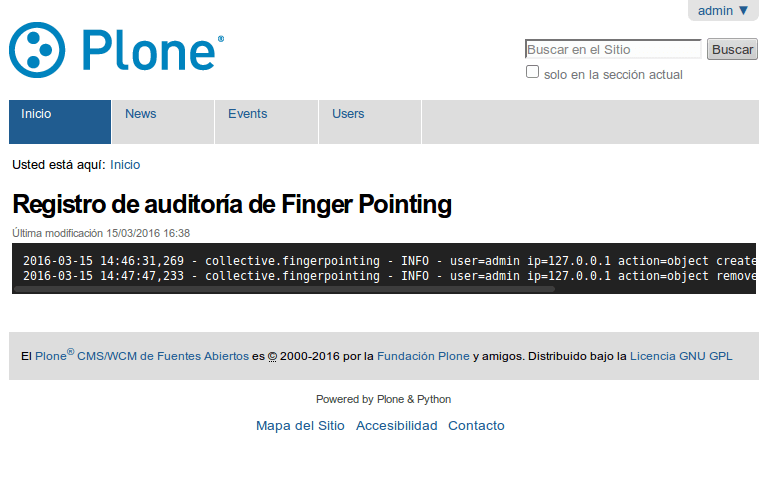 admin ▼
Plone®
Buscar en el Sitio
Buscar
solo en la sección actual
Inicio
News
Events
Users
Usted está aquí: Inicio
Registro de auditoría de Finger Pointing
Última modificación 15/03/2016 16:38
2016-03-15 14:46:31,269 - collective.fingerpointing - INFO - user=admin ip=127.0.0.1 action=object create
2016-03-15 14:47:47,233 - collective.fingerpointing - INFO - user=admin ip=127.0.0.1 action=object remove
El Plone® CMS/WCM de Fuentes Abiertos es © 2000-2016 por la Fundación Plone y amigos. Distribuido bajo la Licencia GNU GPL
Powered by Plone & Python
Mapa del Sitio Accesibilidad Contacto